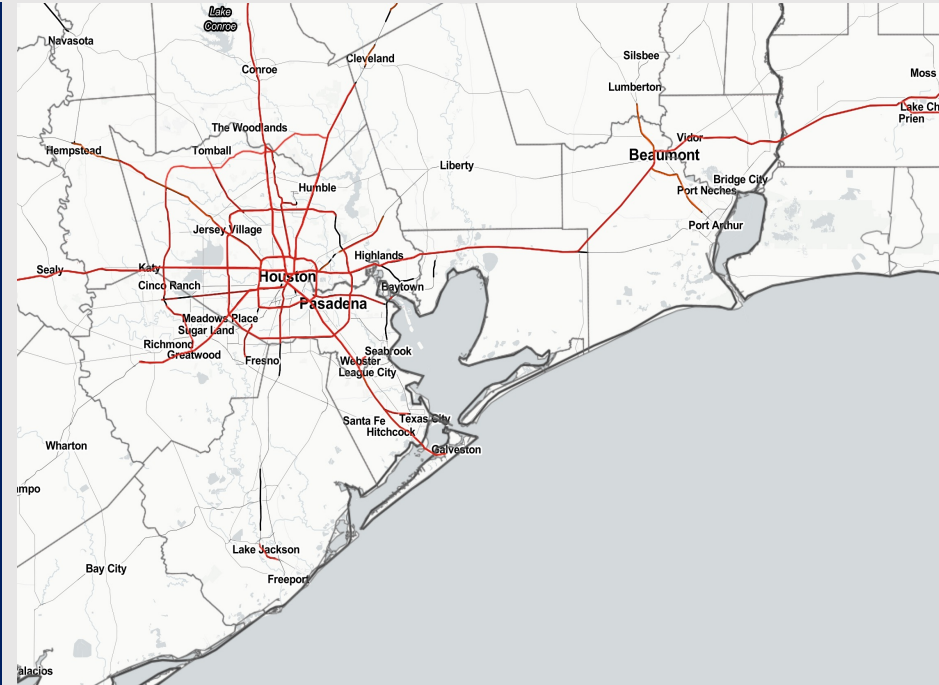 Lake
Conroe
Navasota
Silsbee
Cleveland
Conroe
Moss
Lumberton
Lake Ch
Prien
The Woodlands
Vidor
Hempstead
Tomball
Beaumont
Liberty
Bridge City
Humble
Port Neches
Port Arthur
Jersey Village
Highlands
Sealy
Katy
Houston
Cinco Ranch
Baytown
Pasadena
Meadows Place
Sugar Land
Richmond
Greatwood
Seabrook
Fresno
Webster
League City
Santa Fe
Texas City
Hitchcock
Wharton
Galveston
ampo
Lake Jackson
Bay City
Freeport
alacios